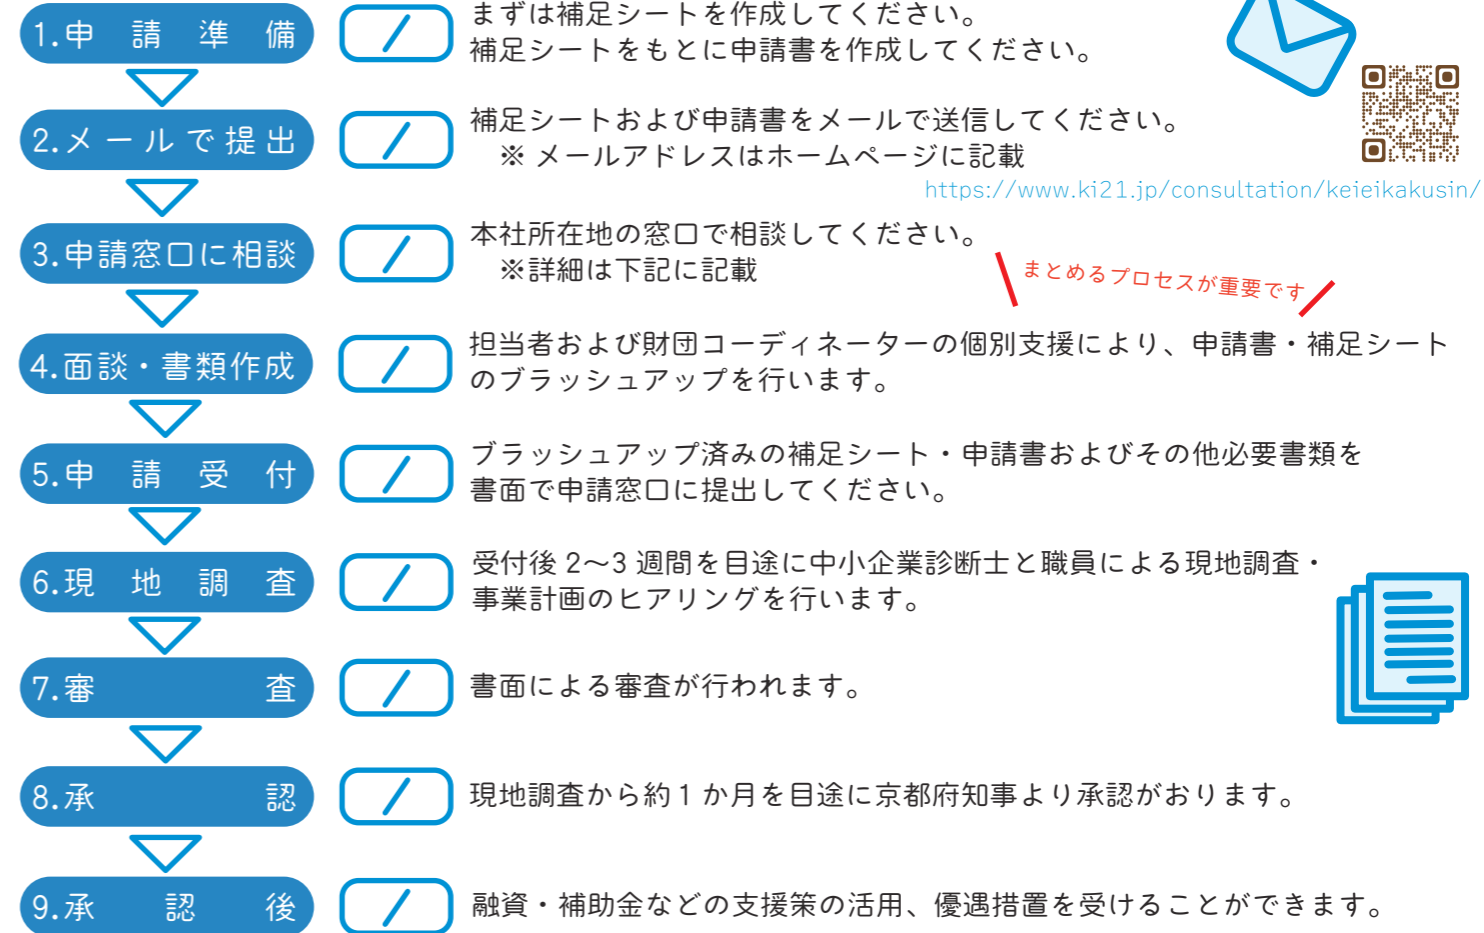 1.申請準備
まずは補足シートを作成してください。
補足シートをもとに申請書を作成してください。
2.メールで提出
補足シートおよび申請書をメールで送信してください。
※ メールアドレスはホームページに記載
https://www.ki21.jp/consultation/keieikakusin/
3.申請窓口に相談
本社所在地の窓口で相談してください。
※詳細は下記に記載
まとめるプロセスが重要です
4.面談・書類作成
担当者および財団コーディネーターの個別支援により、申請書・補足シート
のブラッシュアップを行います。
5.申請受付
ブラッシュアップ済みの補足シート・申請書およびその他必要書類を
書面で申請窓口に提出してください。
6.現地調査
受付後 2〜3 週間を目途に中小企業診断士と職員による現地調査・
事業計画のヒアリングを行います。
7.審査
書面による審査が行われます。
8.承認
現地調査から約 1 か月を目途に京都府知事より承認がおります。
9.承認後
融資・補助金などの支援策の活用、優遇措置を受けることができます。